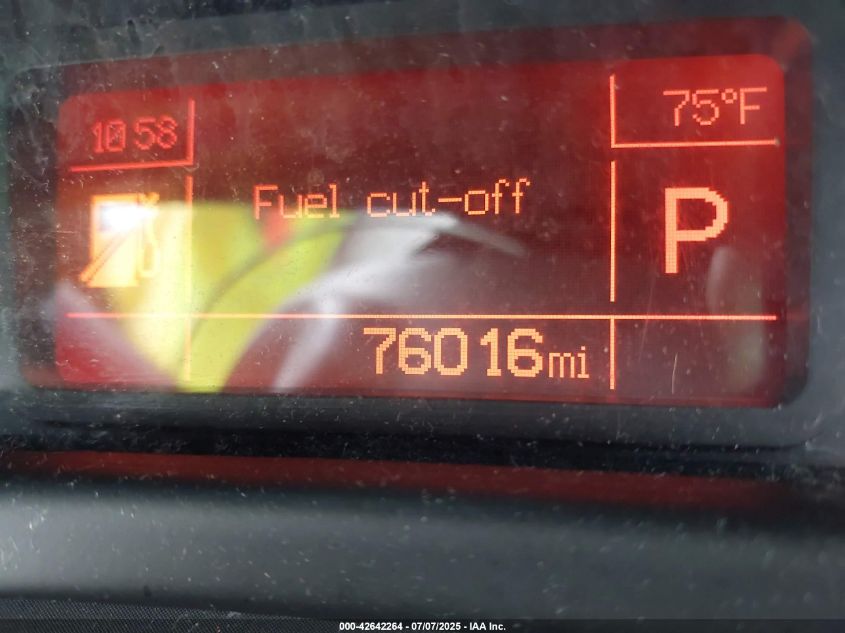 10:58
75°F
Fuel cut-off
P
76016mi
000-42642264 - 07/07/2025 - IAA Inc.